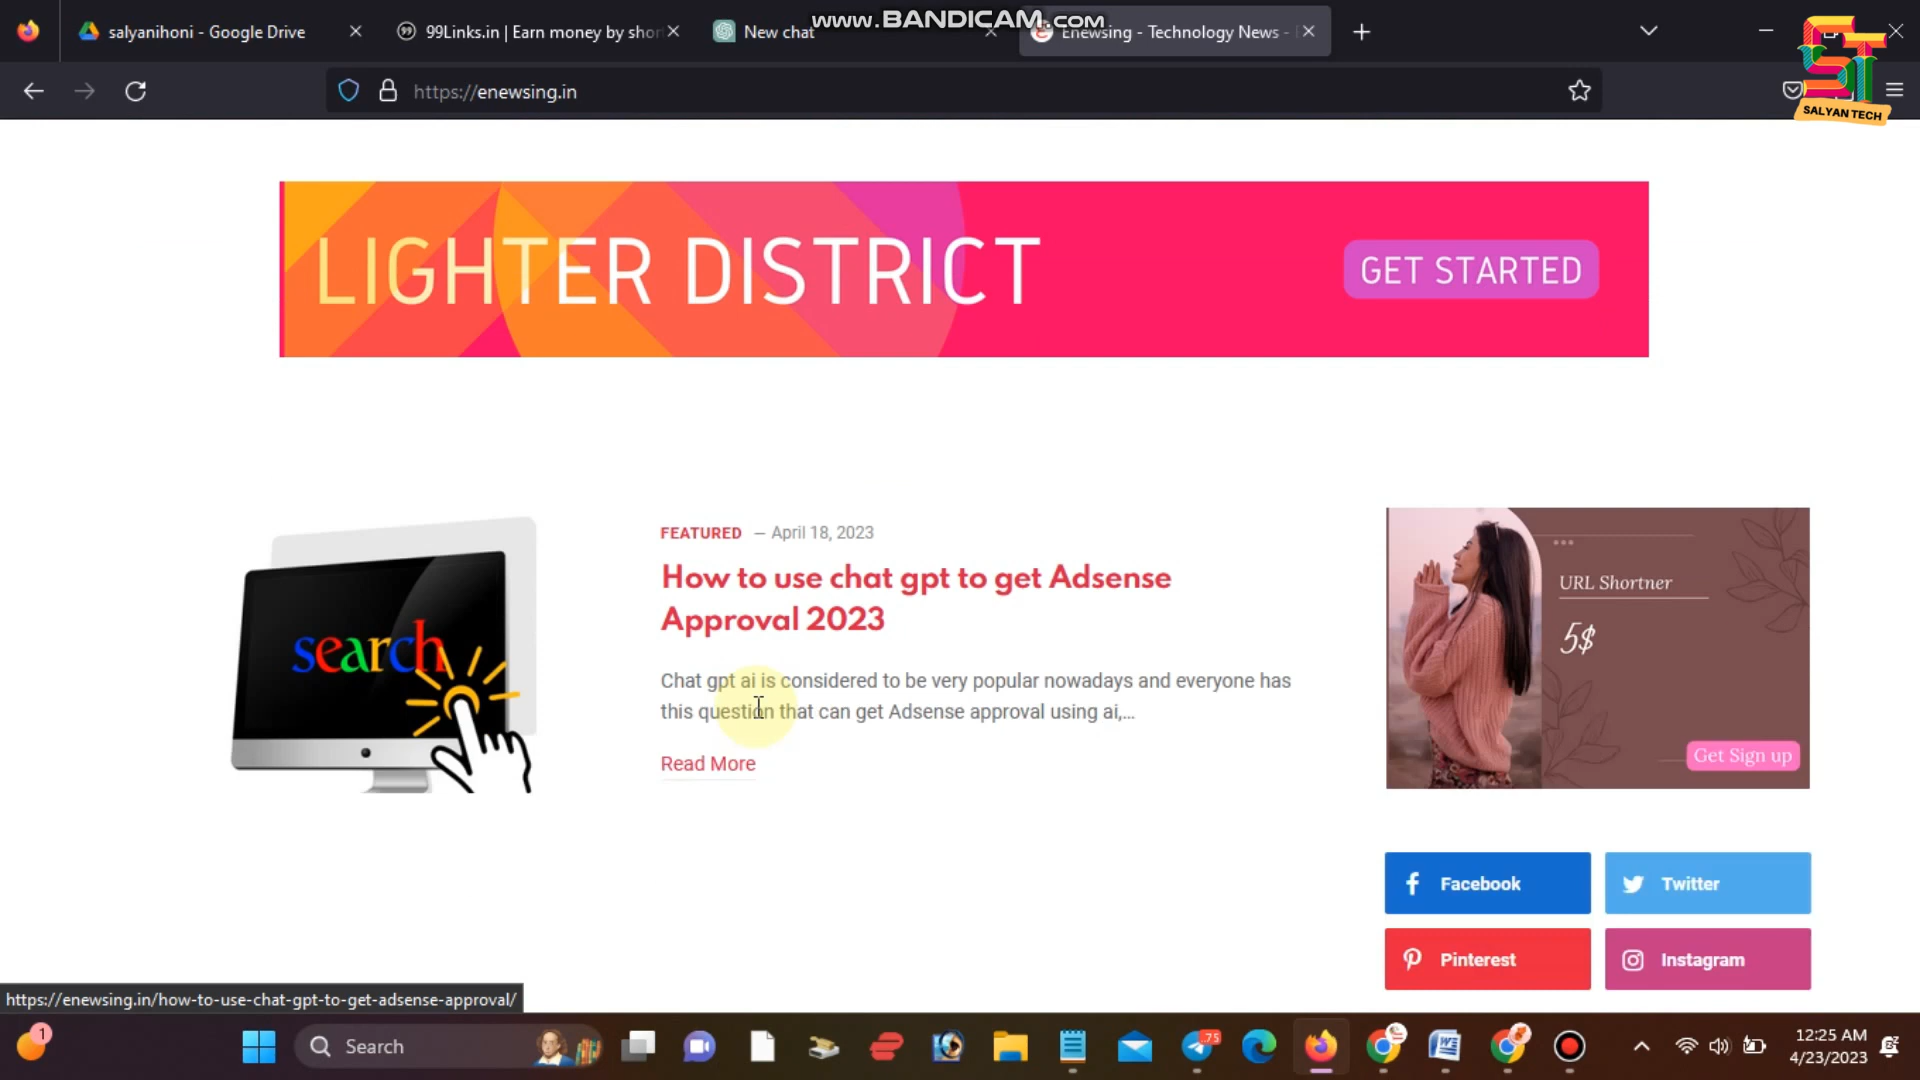 www.BANDICAM.com
salyanihoni - Google Drive
99Links.in | Earn money by shor
New chat
Enewsing - Technology News -
https://enewsing.in
ST
SALYAN TECH
LIGHTER DISTRICT
GET STARTED
search
FEATURED — April 18, 2023
How to use chat gpt to get Adsense
Approval 2023
Chat gpt ai is considered to be very popular nowadays and everyone has
this question that can get Adsense approval using ai,...
Read More
URL Shortner
5$
Get Sign up
Facebook
Twitter
Pinterest
Instagram
https://enewsing.in/how-to-use-chat-gpt-to-get-adsense-approval/
1
Search
75
12:25 AM
4/23/2023